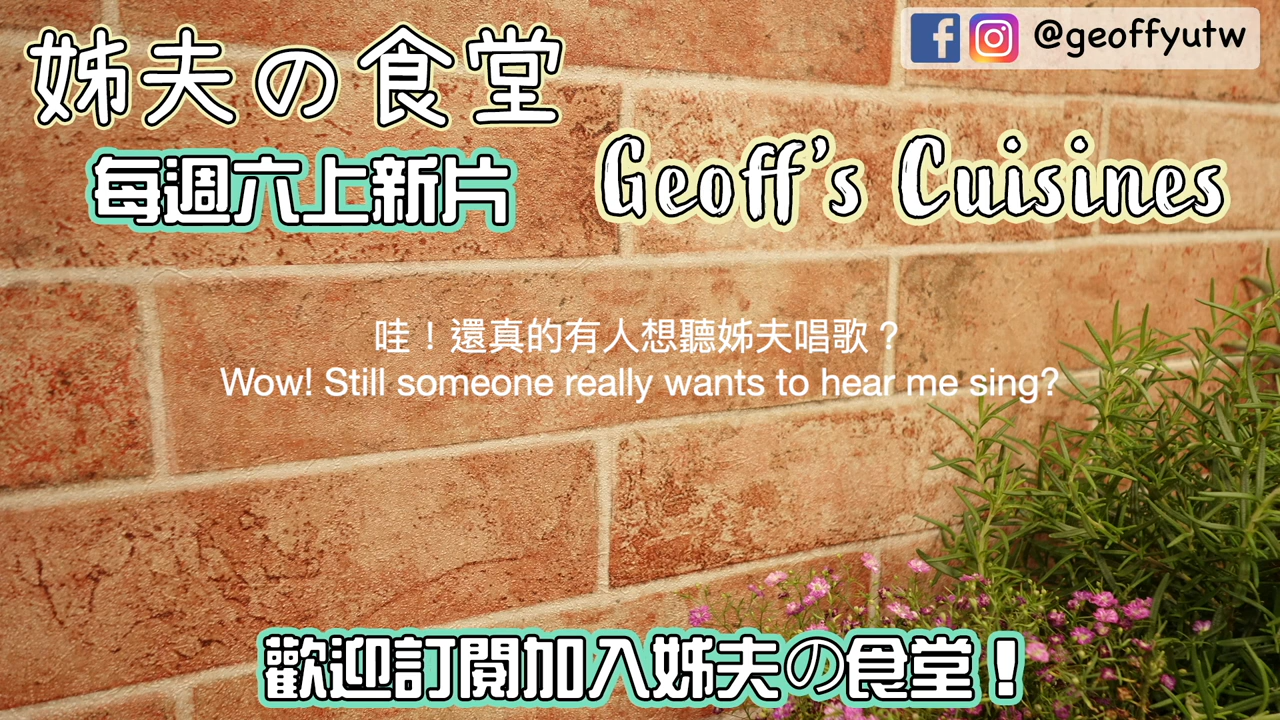 姊夫の食堂
@geoffyutw
每週六上新片
Geoff's Cuisines
哇！還真的有人想聽姊夫唱歌？
Wow! Still someone really wants to hear me sing?
歡迎訂閱加入姊夫の食堂！